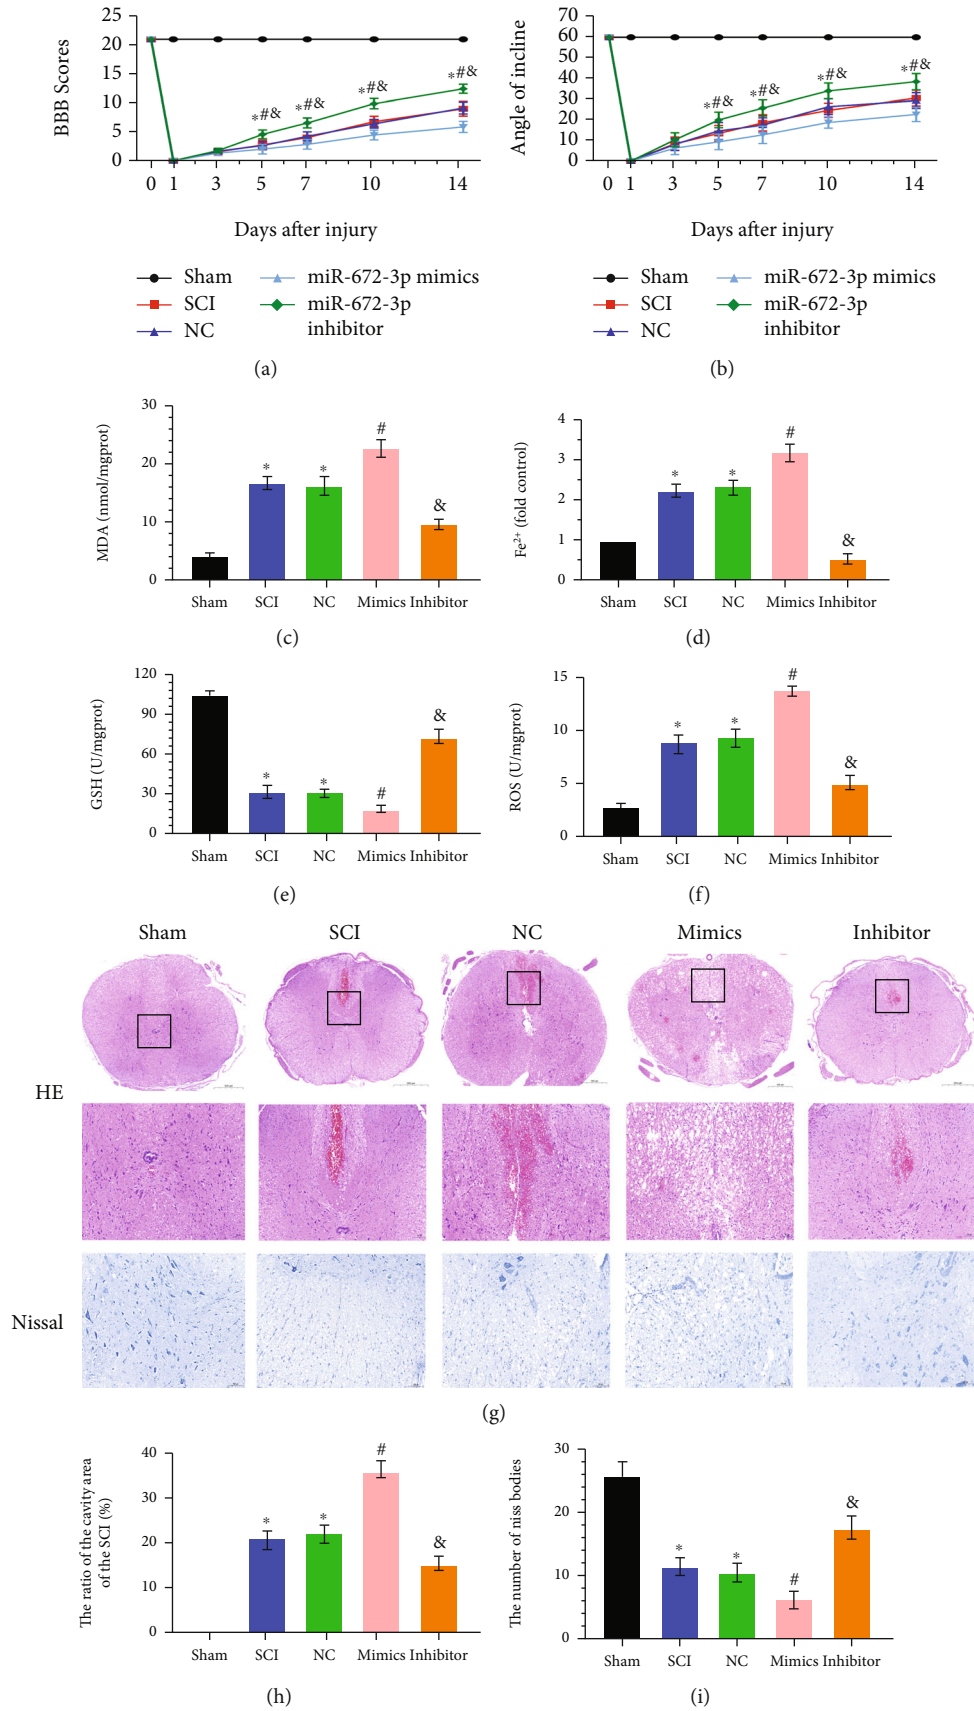 25
20
15
10
5
0
BBB Scores
*#&
*#&
*#&
*#&
0 1 3 5 7 10 14
Days after injury
Sham
SCI
NC
miR-672-3p mimics
miR-672-3p
inhibitor
(a)
70
60
50
40
30
20
10
0
Angle of incline
*#&
*#&
*#&
*#&
0 1 3 5 7 10 14
Days after injury
Sham
SCI
NC
miR-672-3p mimics
miR-672-3p
inhibitor
(b)
30
20
10
0
MDA (nmol/mgprot)
* * # &
Sham SCI NC Mimics Inhibitor
(c)
4
3
2
1
0
Fe²⁺ (fold control)
* * # &
Sham SCI NC Mimics Inhibitor
(d)
120
90
60
30
0
GSH (U/mgprot)
* * # &
Sham SCI NC Mimics Inhibitor
(e)
15
10
5
0
ROS (U/mgprot)
* * # &
Sham SCI NC Mimics Inhibitor
(f)
Sham SCI NC Mimics Inhibitor
HE
Nissal
(g)
40
30
20
10
0
The ratio of the cavity area
of the SCI (%)
* * # &
Sham SCI NC Mimics Inhibitor
(h)
30
20
10
0
The number of niss bodies
* * # &
Sham SCI NC Mimics Inhibitor
(i)